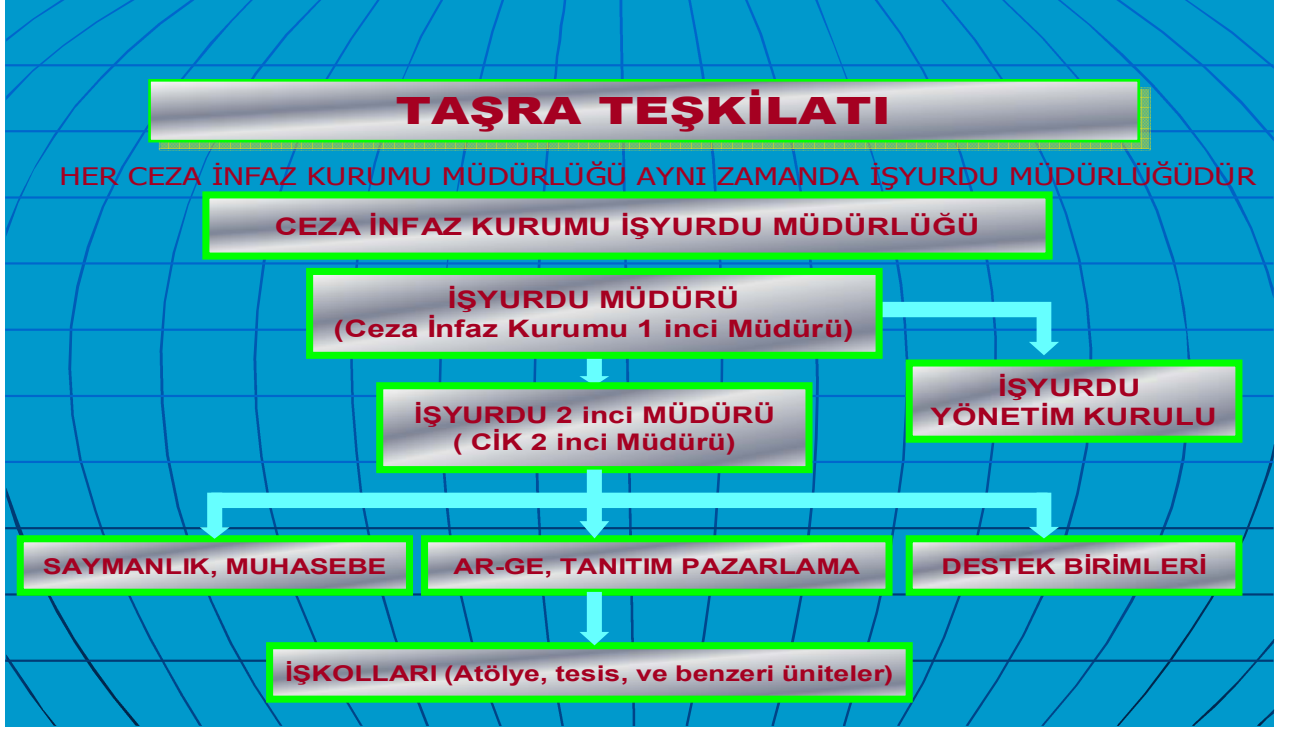 TAŞRA TEŞKİLATI
HER CEZA İNFAZ KURUMU MÜDÜRLÜĞÜ AYNI ZAMANDA İŞYURDU MÜDÜRLÜĞÜDÜR
CEZA İNFAZ KURUMU İŞYURDU MÜDÜRLÜĞÜ
İŞYURDU MÜDÜRÜ
(Ceza İnfaz Kurumu 1 inci Müdürü)
İŞYURDU
YÖNETİM KURULU
İŞYURDU 2 inci MÜDÜRÜ
( CİK 2 inci Müdürü)
SAYMANLIK, MUHASEBE
AR-GE, TANITIM PAZARLAMA
DESTEK BİRİMLERİ
İŞKOLLARI (Atölye, tesis, ve benzeri üniteler)